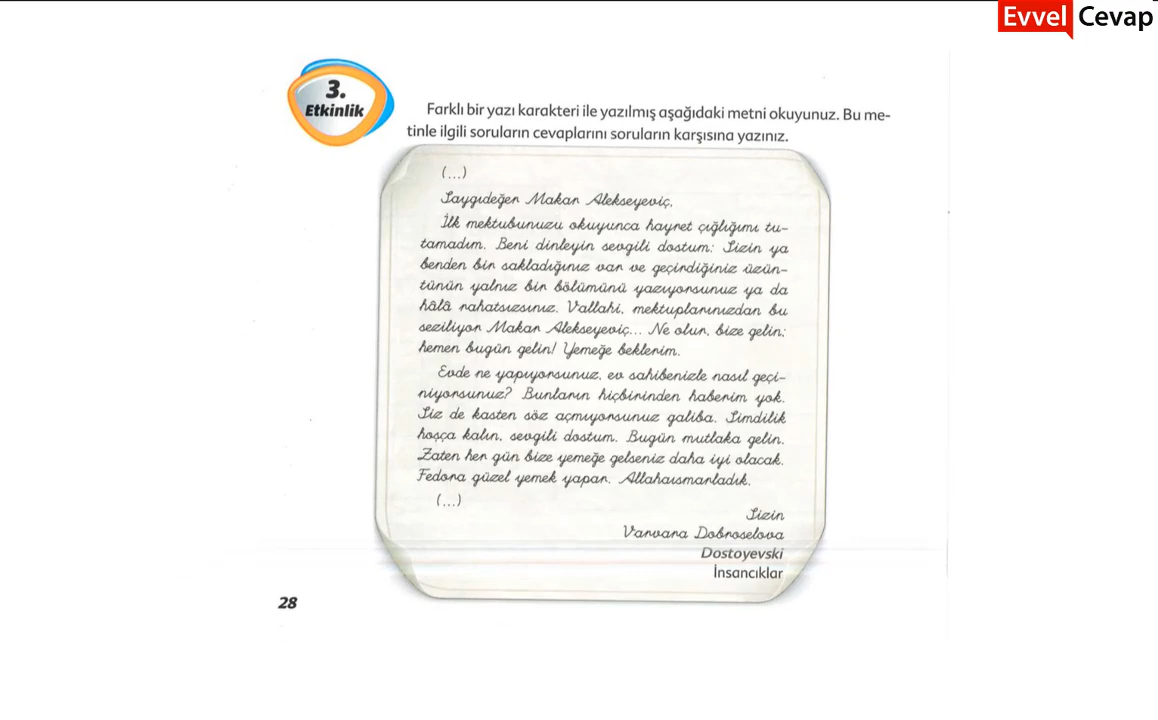 Evvel Cevap
3.
Etkinlik
Farklı bir yazı karakteri ile yazılmış aşağıdaki metni okuyunuz. Bu me-
tinle ilgili soruların cevaplarını soruların karşısına yazınız.
(...)
Saygıdeğer Makar Alekseyeviç,
İlk mektubunuzu okuyunca hayret çığlığımı tu-
tamadım. Beni dinleyin sevgili dostum: Sizin ya
benden bir sakladığınız var ve geçirdiğiniz üzün-
tünün yalnız bir bölümünü yazıyorsunuz ya da
hâlâ rahatsızsınız. Vallahi, mektuplarınızdan bu
seziliyor Makar Alekseyeviç... Ne olur, bize gelin;
hemen bugün gelin! Yemeğe beklerim.
Evde ne yapıyorsunuz, ev sahibenizle nasıl geçi-
niyorsunuz? Bunların hiçbirinden haberim yok.
Siz de kasten söz açmıyorsunuz galiba. Şimdilik
hoşça kalın, sevgili dostum. Bugün mutlaka gelin.
Zaten her gün bize yemeğe gelseniz daha iyi olacak.
Fedora güzel yemek yapar. Allahaısmarladık.
(...)
Sizin
Varvara Dobroselova
Dostoyevski
İnsancıklar
28